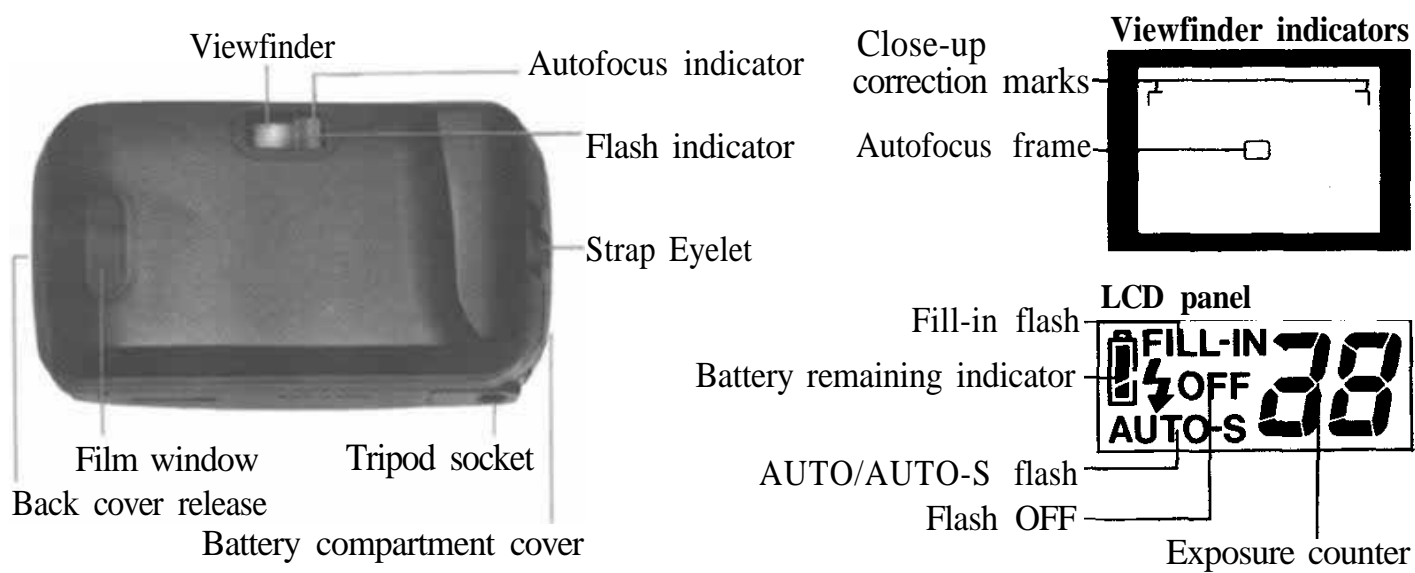 Viewfinder
Autofocus indicator
Flash indicator
Strap Eyelet
Film window
Tripod socket
Back cover release
Battery compartment cover
Viewfinder indicators
Close-up
correction marks
Autofocus frame
LCD panel
Fill-in flash
Battery remaining indicator
FILL-IN
OFF
AUTO-S
38
AUTO/AUTO-S flash
Flash OFF
Exposure counter